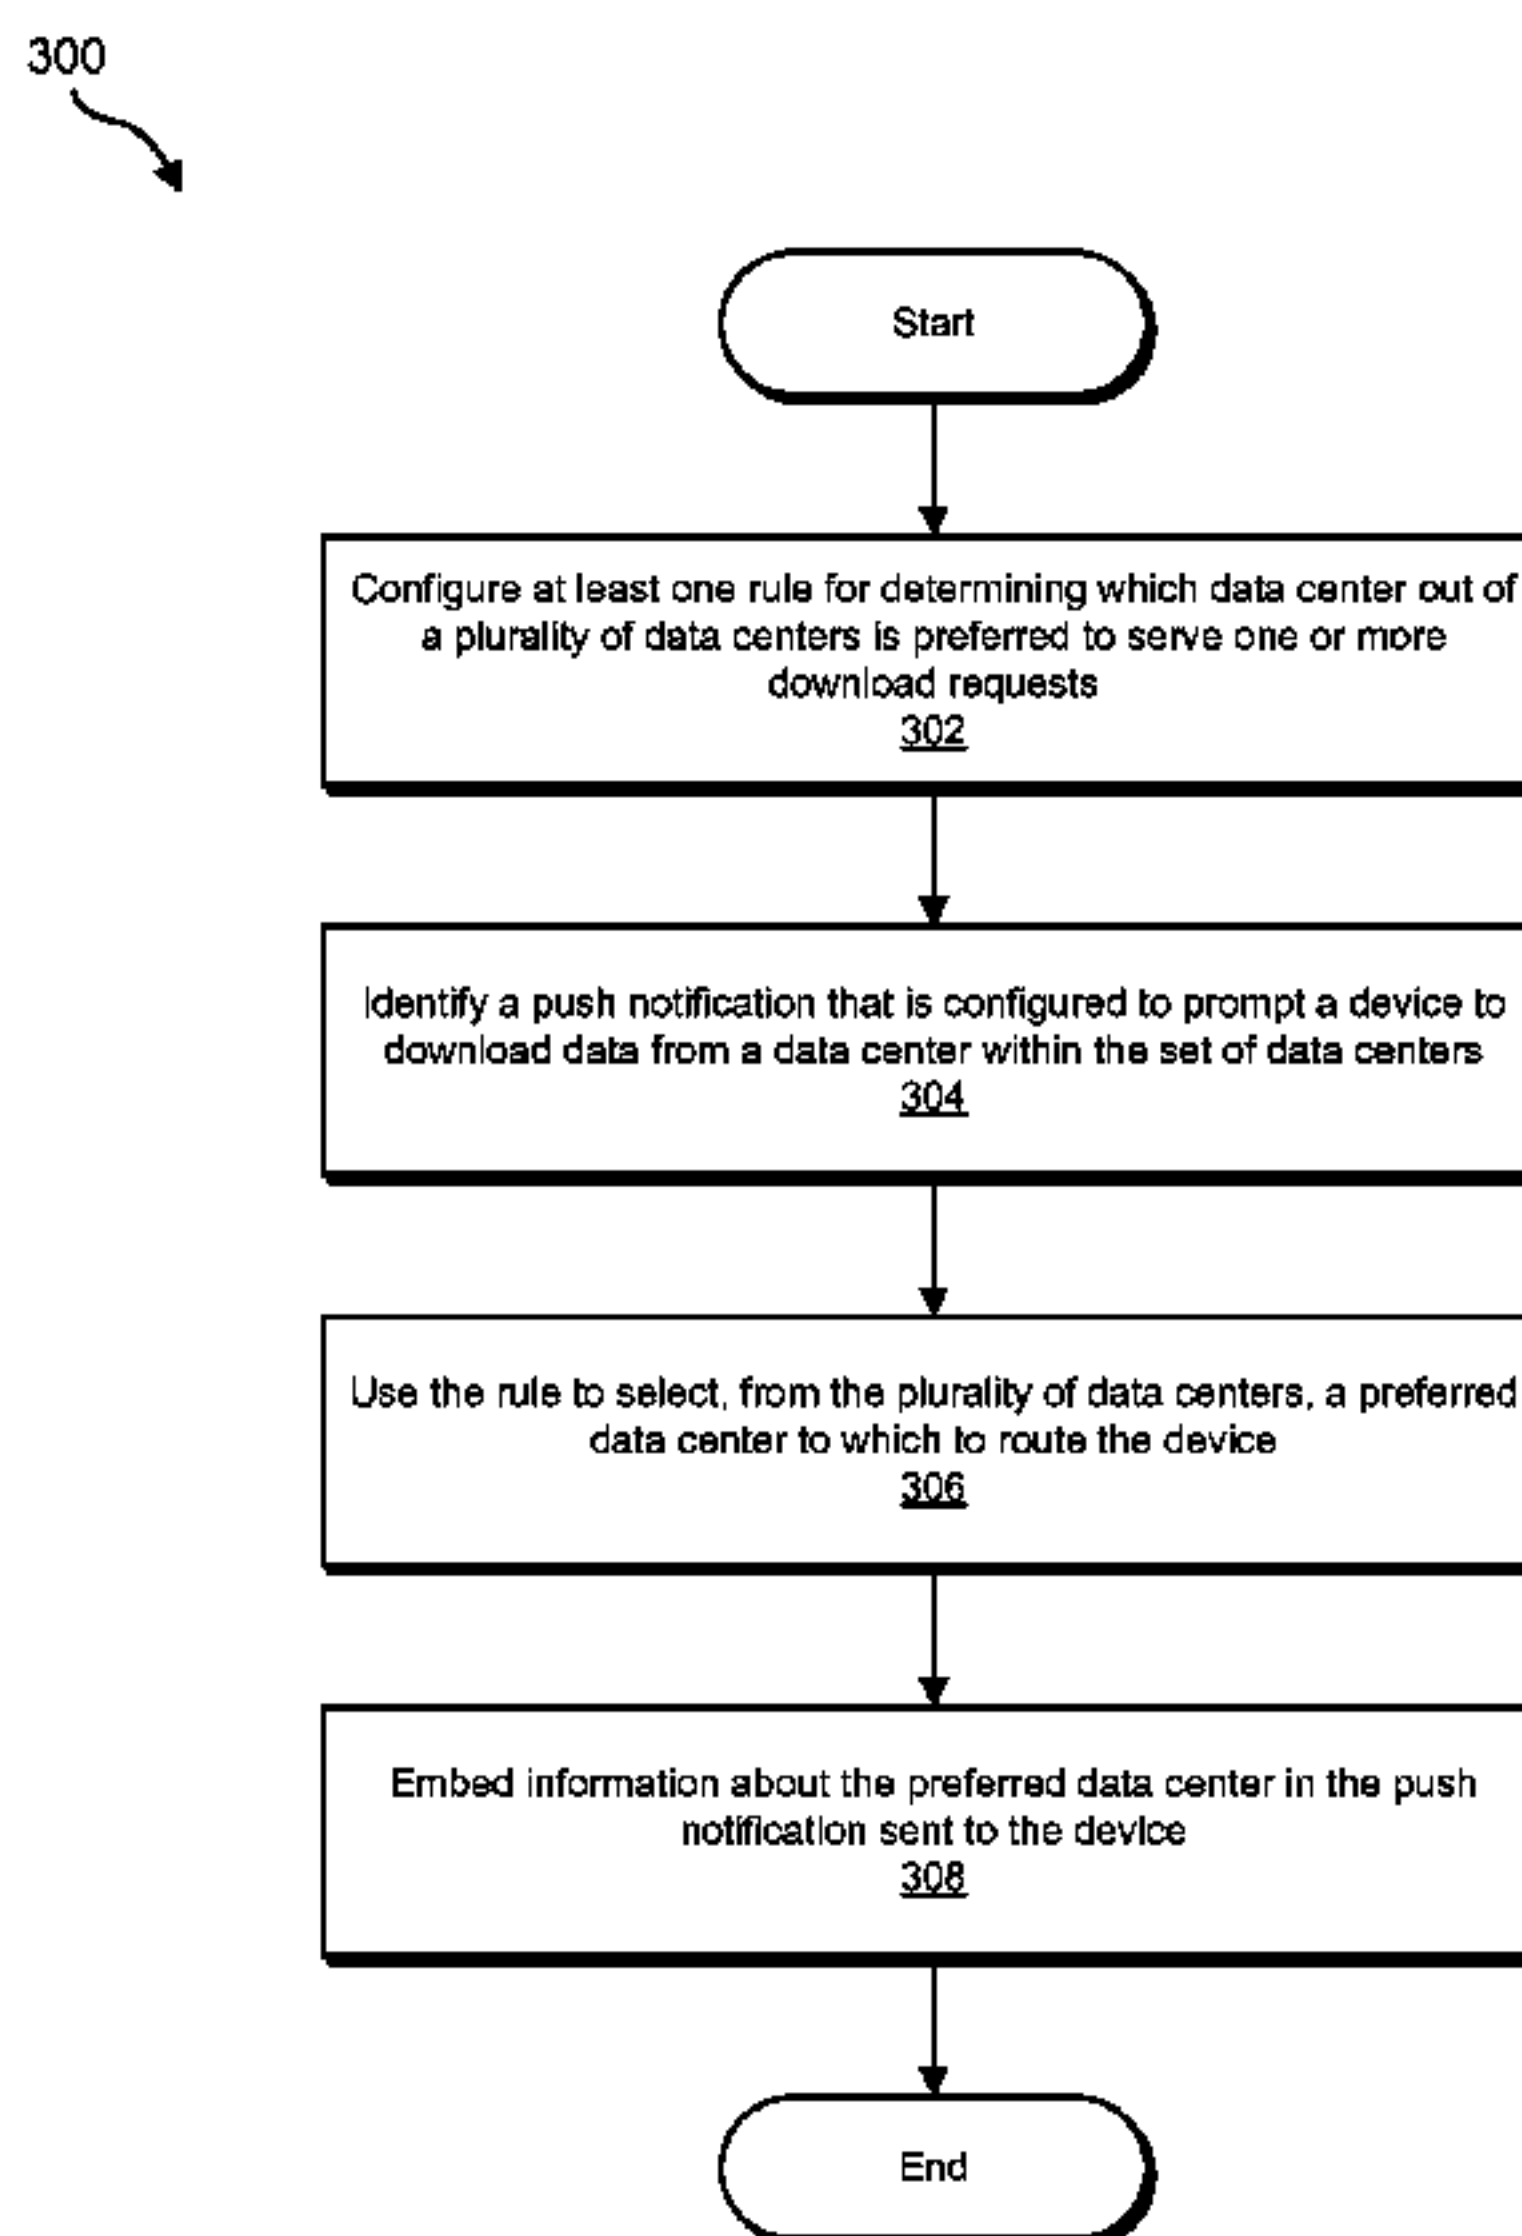 300
Start
Configure at least one rule for determining which data center out of
a plurality of data centers is preferred to serve one or more
download requests
302
Identify a push notification that is configured to prompt a device to
download data from a data center within the set of data centers
304
Use the rule to select, from the plurality of data centers, a preferred
data center to which to route the device
306
Embed information about the preferred data center in the push
notification sent to the device
308
End